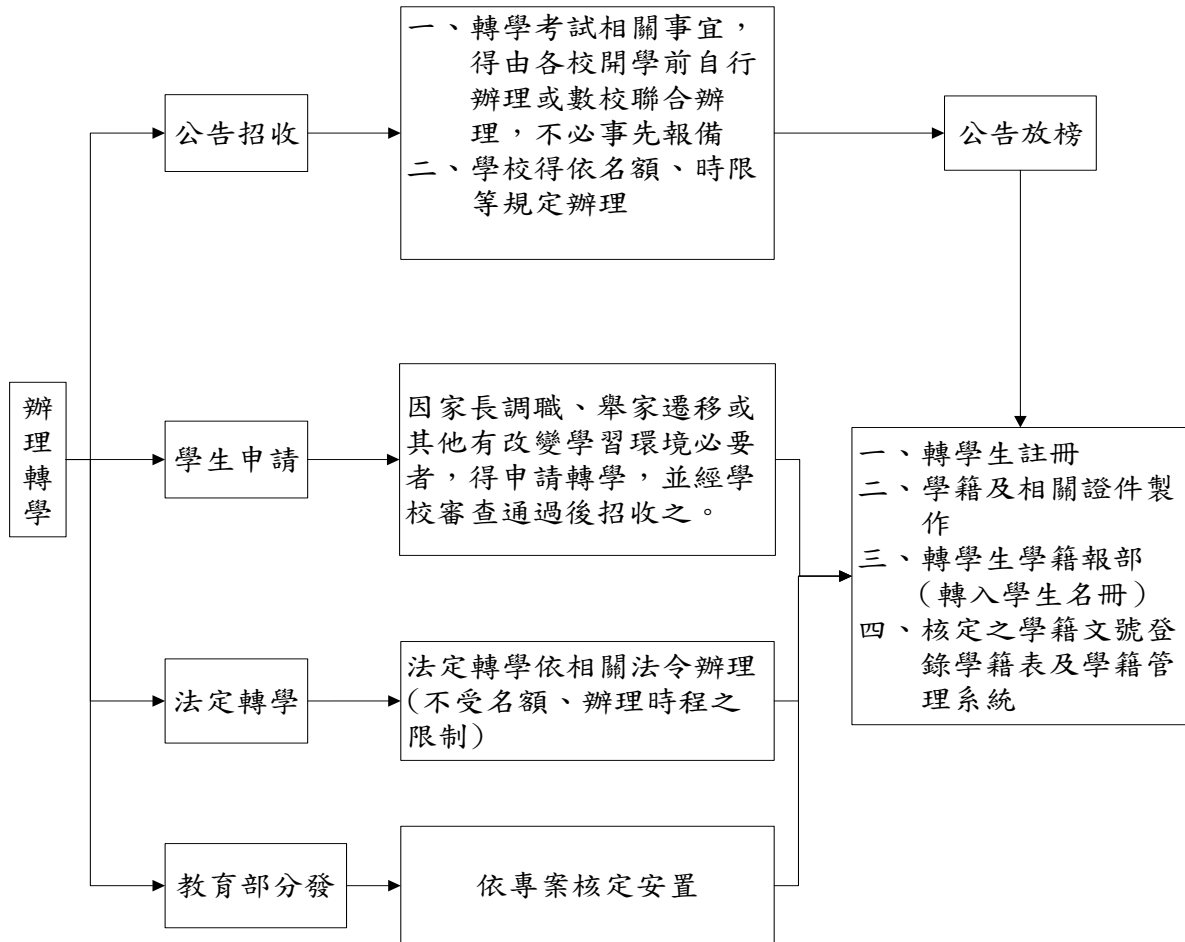 辦理轉學
公告招收
一、轉學考試相關事宜，
得由各校開學前自行
辦理或數校聯合辦
理，不必事先報備
二、學校得依名額、時限
等規定辦理
公告放榜
學生申請
因家長調職、舉家遷移或
其他有改變學習環境必要
者，得申請轉學，並經學
校審查通過後招收之。
法定轉學
法定轉學依相關法令辦理
(不受名額、辦理時程之
限制)
教育部分發
依專案核定安置
一、轉學生註冊
二、學籍及相關證件製
作
三、轉學生學籍報部
（轉入學生名冊）
四、核定之學籍文號登
錄學籍表及學籍管
理系統